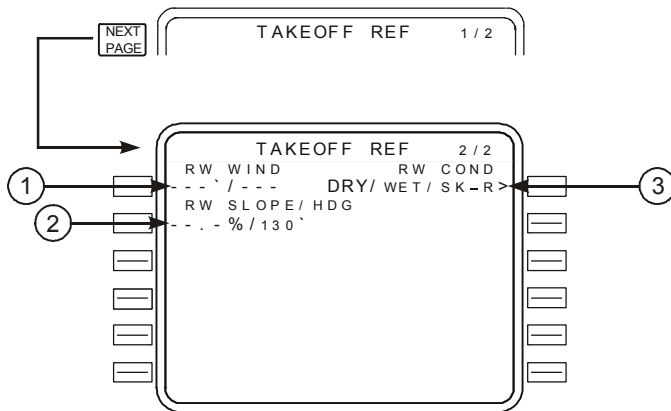 NEXT
PAGE
TAKEOFF REF 1/2
TAKEOFF REF 2/2
RW WIND RW COND
1 ---`/--- DRY/WET/SK-R> 3
RW SLOPE/HDG
2 --.-%/130`